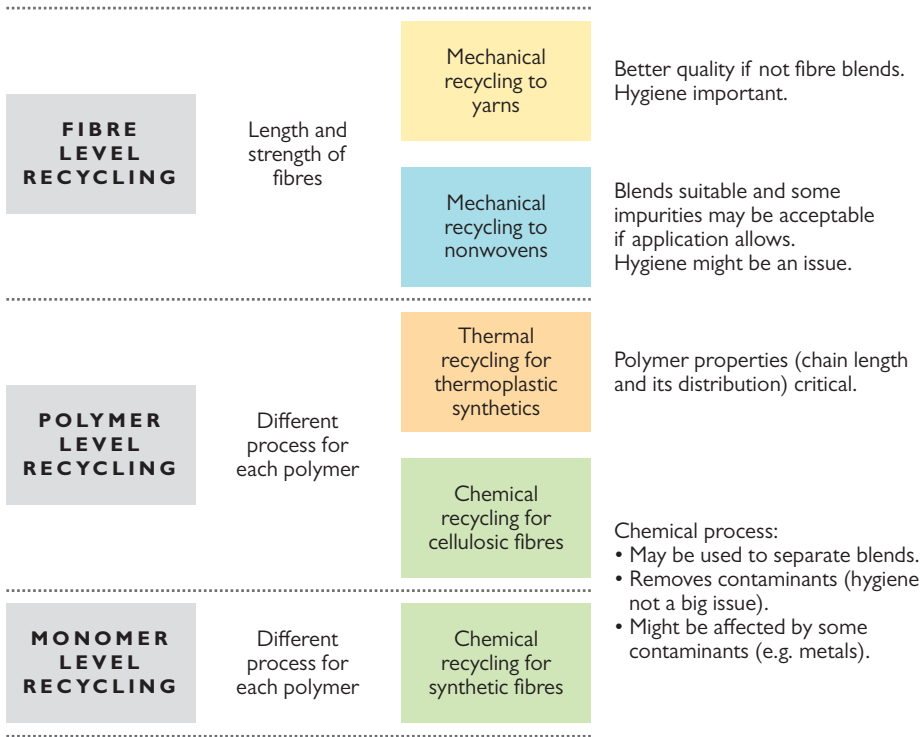 FIBRE
LEVEL
RECYCLING
Length and
strength of
fibres
Mechanical
recycling to
yarns
Better quality if not fibre blends.
Hygiene important.
Mechanical
recycling to
nonwovens
Blends suitable and some
impurities may be acceptable
if application allows.
Hygiene might be an issue.
POLYMER
LEVEL
RECYCLING
Different
process for
each polymer
Thermal
recycling for
thermoplastic
synthetics
Polymer properties (chain length
and its distribution) critical.
Chemical
recycling for
cellulosic fibres
Chemical process:
• May be used to separate blends.
• Removes contaminants (hygiene
not a big issue).
• Might be affected by some
contaminants (e.g. metals).
MONOMER
LEVEL
RECYCLING
Different
process for
each polymer
Chemical
recycling for
synthetic fibres